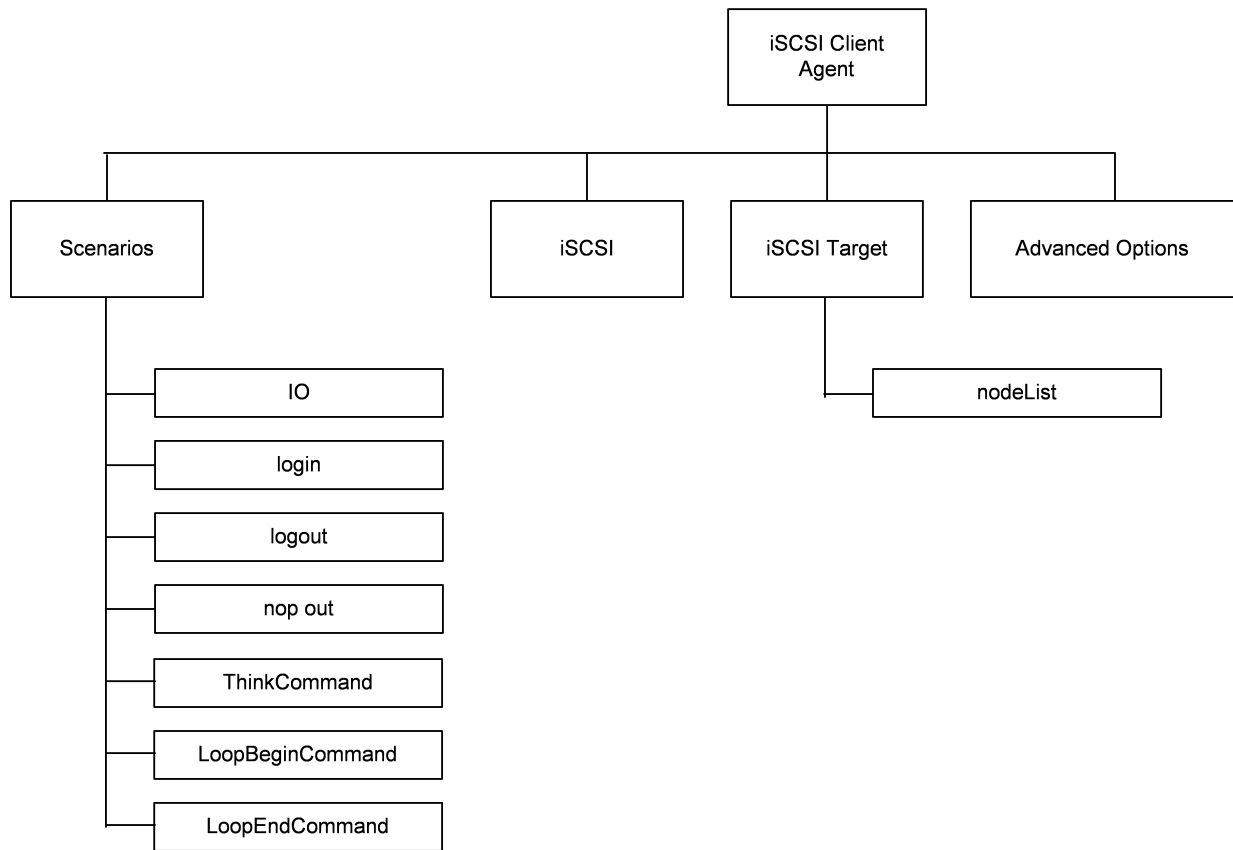 iSCSI Client
Agent
Scenarios
iSCSI
iSCSI Target
Advanced Options
IO
nodeList
login
logout
nop out
ThinkCommand
LoopBeginCommand
LoopEndCommand